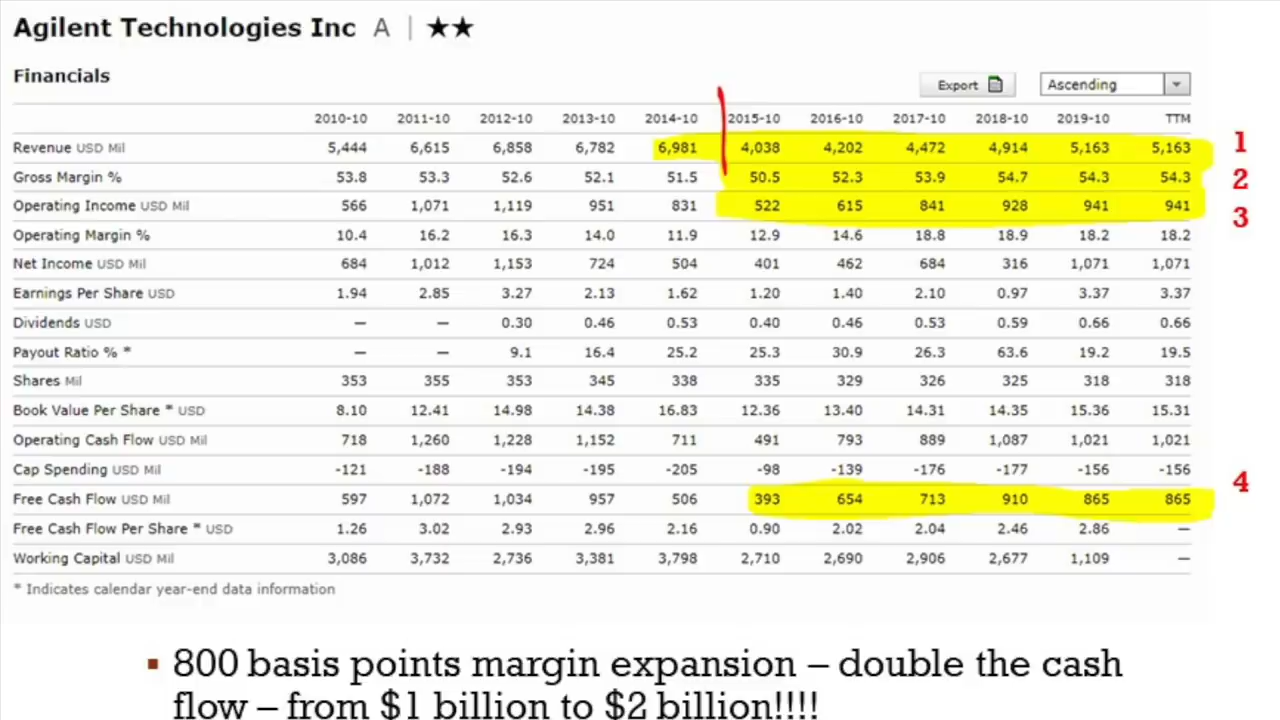 Agilent Technologies Inc A | ★★
Financials
Export Ascending
2010-10 2011-10 2012-10 2013-10 2014-10 2015-10 2016-10 2017-10 2018-10 2019-10 TTM
Revenue USD Mil 5,444 6,615 6,858 6,782 6,981 4,038 4,202 4,472 4,914 5,163 5,163 1
Gross Margin % 53.8 53.3 52.6 52.1 51.5 50.5 52.3 53.9 54.7 54.3 54.3 2
Operating Income USD Mil 566 1,071 1,119 951 831 522 615 841 928 941 941 3
Operating Margin % 10.4 16.2 16.3 14.0 11.9 12.9 14.6 18.8 18.9 18.2 18.2
Net Income USD Mil 684 1,012 1,153 724 504 401 462 684 316 1,071 1,071
Earnings Per Share USD 1.94 2.85 3.27 2.13 1.62 1.20 1.40 2.10 0.97 3.37 3.37
Dividends USD — — 0.30 0.46 0.53 0.40 0.46 0.53 0.59 0.66 0.66
Payout Ratio % * — — 9.1 16.4 25.2 25.3 30.9 26.3 63.6 19.2 19.5
Shares Mil 353 355 353 345 338 335 329 326 325 318 318
Book Value Per Share * USD 8.10 12.41 14.98 14.38 16.83 12.36 13.40 14.31 14.35 15.36 15.31
Operating Cash Flow USD Mil 718 1,260 1,228 1,152 711 491 793 889 1,087 1,021 1,021
Cap Spending USD Mil -121 -188 -194 -195 -205 -98 -139 -176 -177 -156 -156
Free Cash Flow USD Mil 597 1,072 1,034 957 506 393 654 713 910 865 865 4
Free Cash Flow Per Share * USD 1.26 3.02 2.93 2.96 2.16 0.90 2.02 2.04 2.46 2.86 —
Working Capital USD Mil 3,086 3,732 2,736 3,381 3,798 2,710 2,690 2,906 2,677 1,109 —
* Indicates calendar year-end data information
▪ 800 basis points margin expansion – double the cash
flow – from $1 billion to $2 billion!!!!